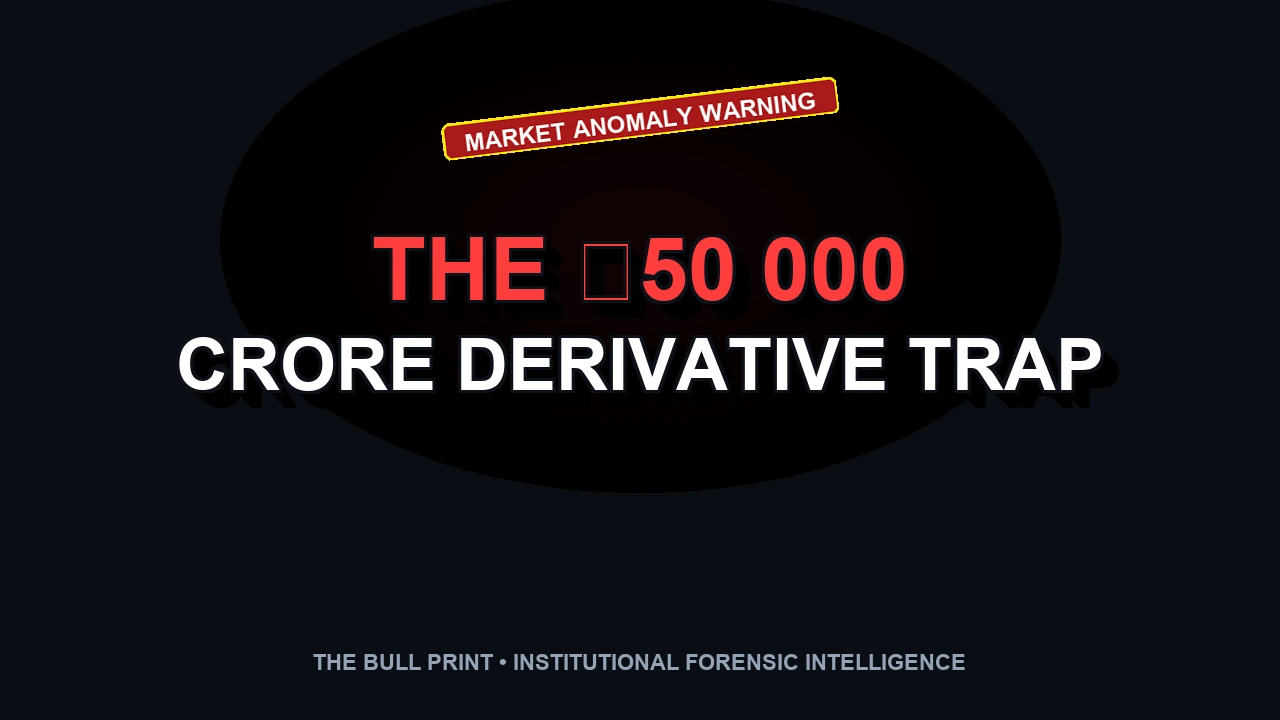 MARKET ANOMALY WARNING
THE □50 000
CRORE DERIVATIVE TRAP
THE BULL PRINT • INSTITUTIONAL FORENSIC INTELLIGENCE